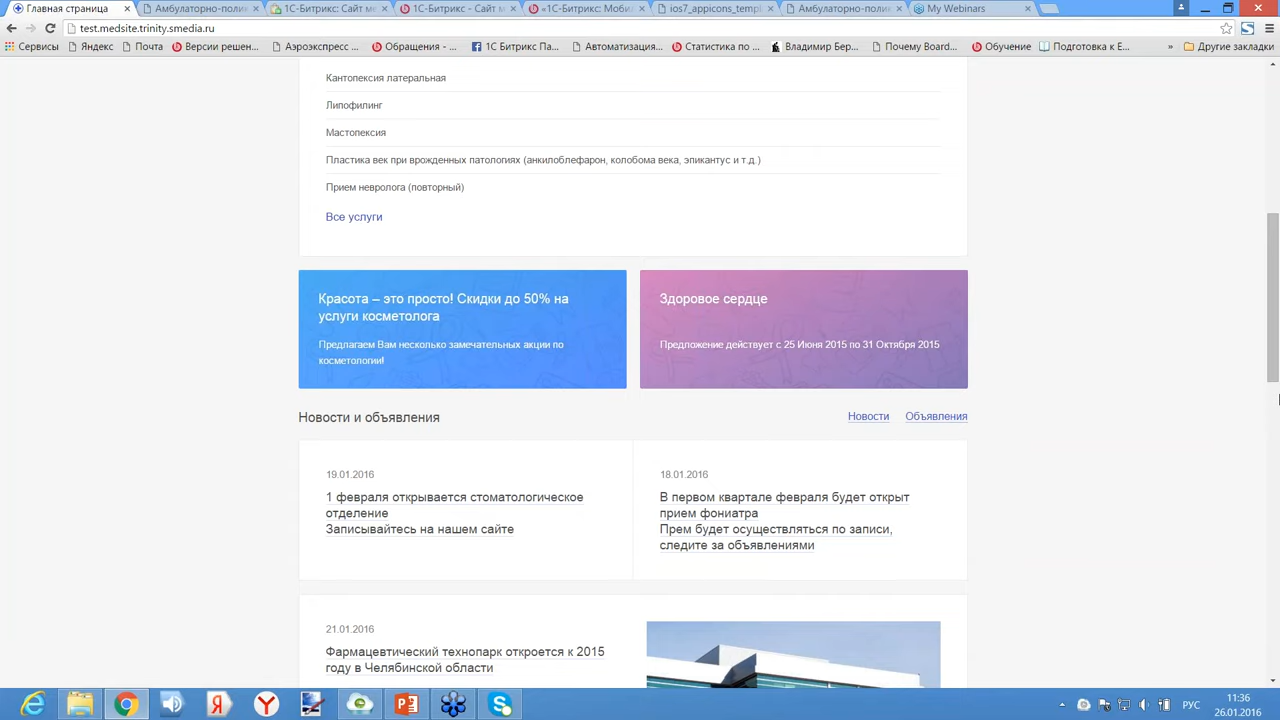 Главная страница
Амбулаторно-поли
1С-Битрикс: Сайт ме
1С-Битрикс - Сайт м
«1С-Битрикс: Моби
ios7_appicons_templ
Амбулаторно-поли
My Webinars
test.medsite.trinity.smedia.ru
Сервисы
Яндекс
Почта
Версии решен...
Аэроэкспресс ...
Обращения - ...
1С Битрикс Па...
Автоматизация...
Статистика по ...
Владимир Бер...
Почему Board...
Обучение
Подготовка к Е...
»
Другие закладки
Кантопексия латеральная
Липофилинг
Мастопексия
Пластика век при врожденных патологиях (анкилоблефарон, колобома века, эпикантус и т.д.)
Прием невролога (повторный)
Все услуги
Красота – это просто! Скидки до 50% на
услуги косметолога
Предлагаем Вам несколько замечательных акции по
косметологии!
Здоровое сердце
Предложение действует с 25 Июня 2015 по 31 Октября 2015
Новости и объявления
Новости
Объявления
19.01.2016
1 февраля открывается стоматологическое
отделение
Записывайтесь на нашем сайте
18.01.2016
В первом квартале февраля будет открыт
прием фониатра
Прем будет осуществляться по записи,
следите за объявлениями
21.01.2016
Фармацевтический технопарк откроется к 2015
году в Челябинской области
РУС
11:36
26.01.2016